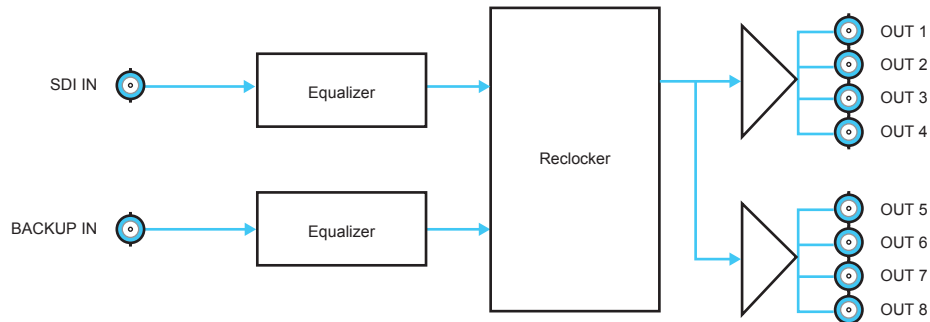 SDI IN
Equalizer
BACKUP IN
Equalizer
Reclocker
OUT 1
OUT 2
OUT 3
OUT 4
OUT 5
OUT 6
OUT 7
OUT 8